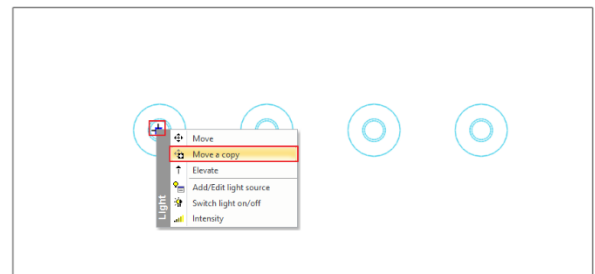 Move
Move a copy
Elevate
Add/Edit light source
Switch light on/off
Intensity
Light